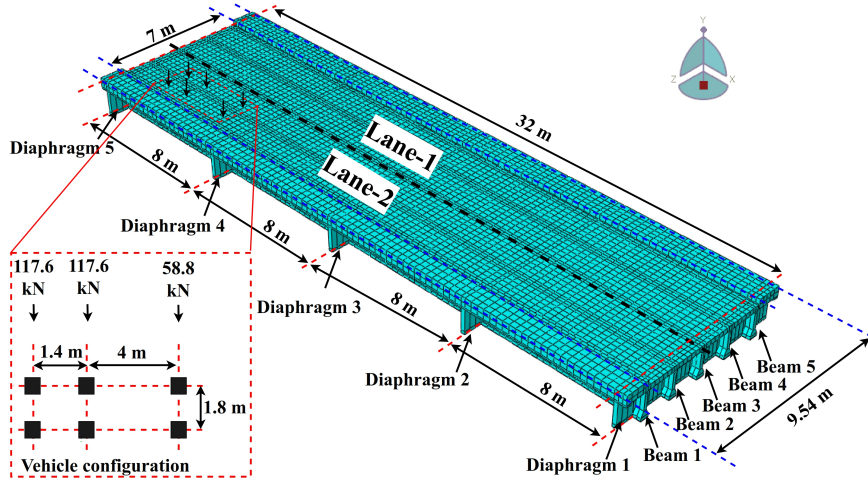 7 m
Y
Z
X
32 m
Lane-1
Lane-2
Diaphragm 5
8 m
Diaphragm 4
8 m
Diaphragm 3
8 m
Diaphragm 2
8 m
Diaphragm 1
Beam 5
Beam 4
Beam 3
Beam 2
Beam 1
9.54 m
117.6 117.6 58.8
kN kN kN
1.4 m 4 m
1.8 m
Vehicle configuration